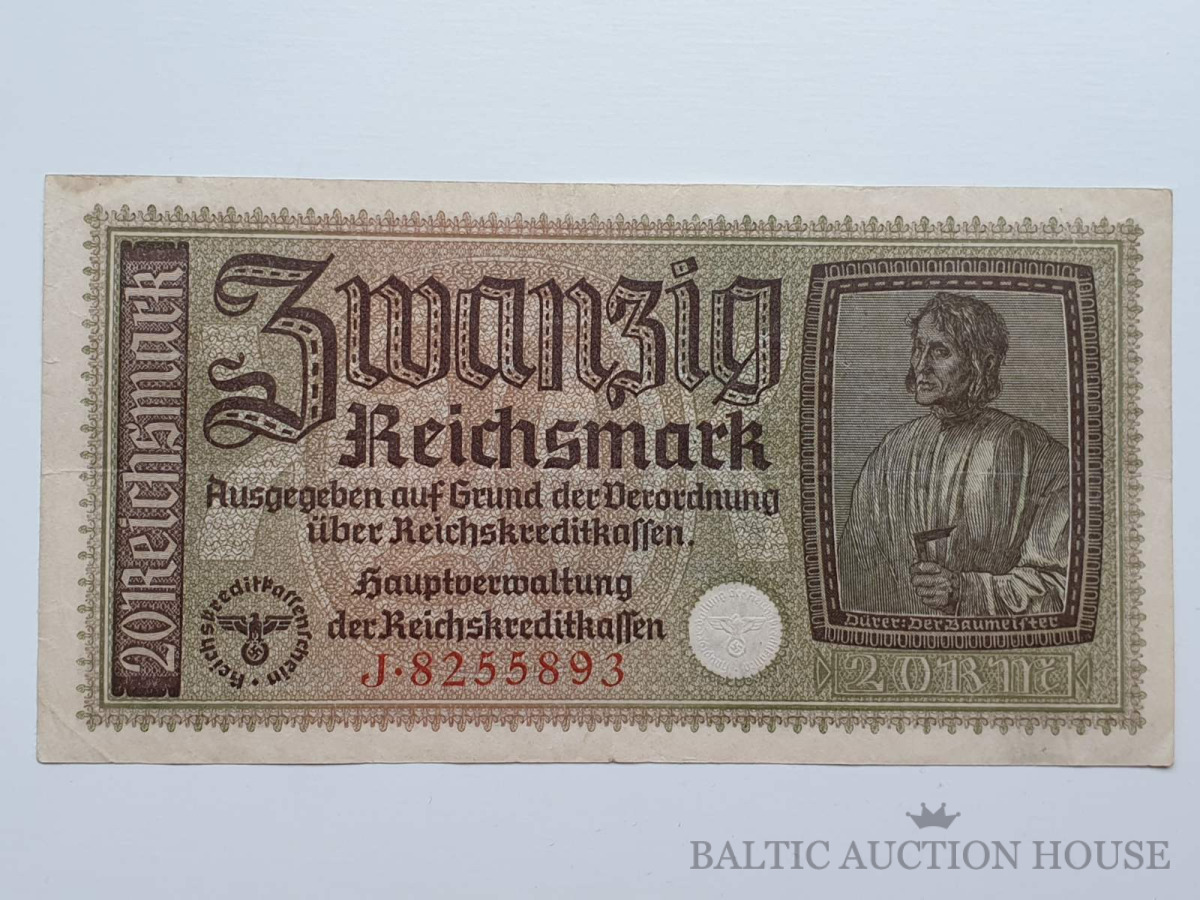 20 Reichsmark
Zwanzig
Reichsmark
Ausgegeben auf Grund der Verordnung
über Reichskreditkassen.
Hauptverwaltung
der Reichskreditkassen
Reichskreditkassenschein
J·8255893
Dürer: Der Baumeister
20 RM
BALTIC AUCTION HOUSE